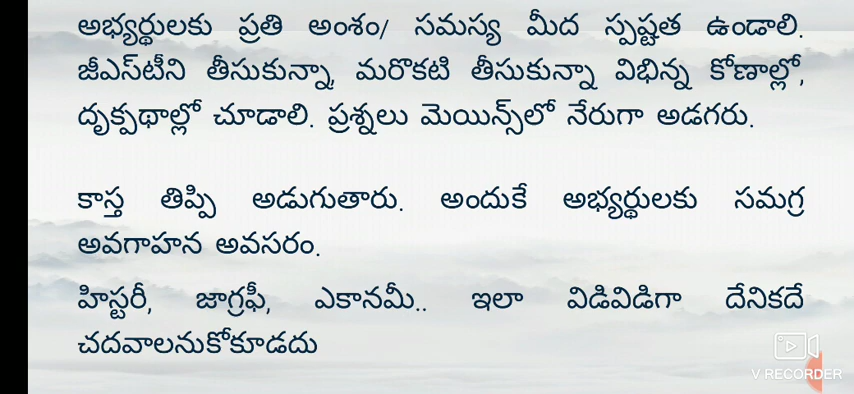 అభ్యర్థులకు ప్రతి అంశం/ సమస్య మీద స్పష్టత ఉండాలి.
జీఎస్‌టీని తీసుకున్నా, మరొకటి తీసుకున్నా విభిన్న కోణాల్లో,
దృక్పథాల్లో చూడాలి. ప్రశ్నలు మెయిన్స్‌లో నేరుగా అడగరు.
కాస్త తిప్పి అడుగుతారు. అందుకే అభ్యర్థులకు సమగ్ర
అవగాహన అవసరం.
హిస్టరీ, జాగ్రఫీ, ఎకానమీ.. ఇలా విడివిడిగా దేనికదే
చదవాలనుకోకూడదు
V RECORDER